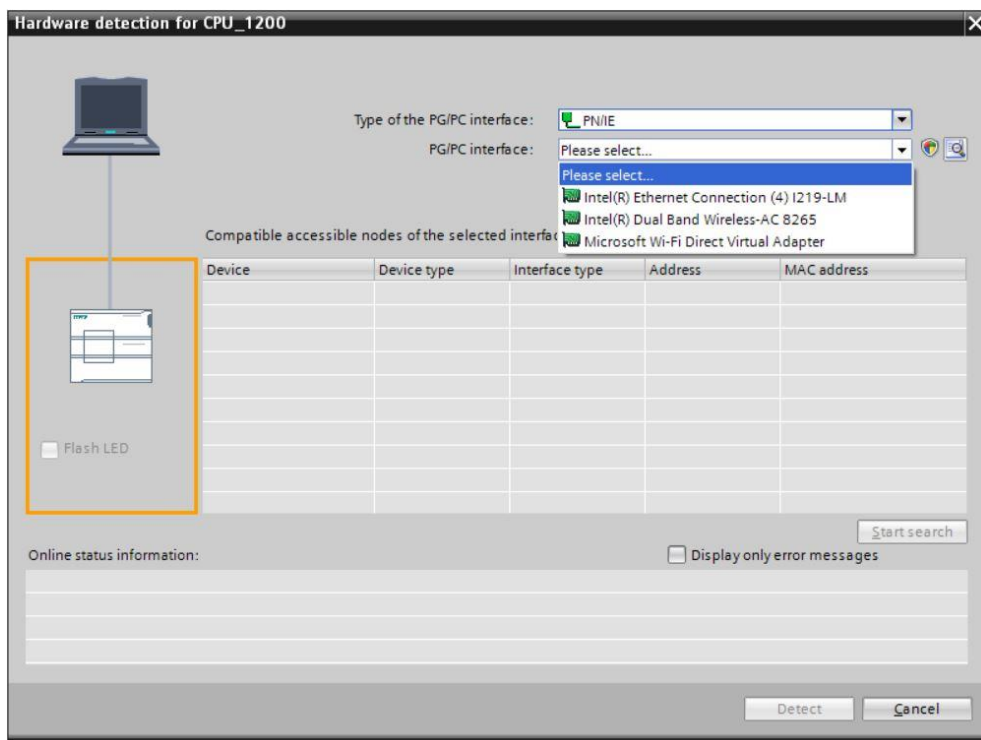 Hardware detection for CPU_1200
Type of the PG/PC interface: PN/IE
PG/PC interface: Please select...
Please select...
Intel(R) Ethernet Connection (4) I219-LM
Intel(R) Dual Band Wireless-AC 8265
Microsoft Wi-Fi Direct Virtual Adapter
Compatible accessible nodes of the selected interfac
Device Device type Interface type Address MAC address
Flash LED
Start search
Online status information: Display only error messages
Detect Cancel